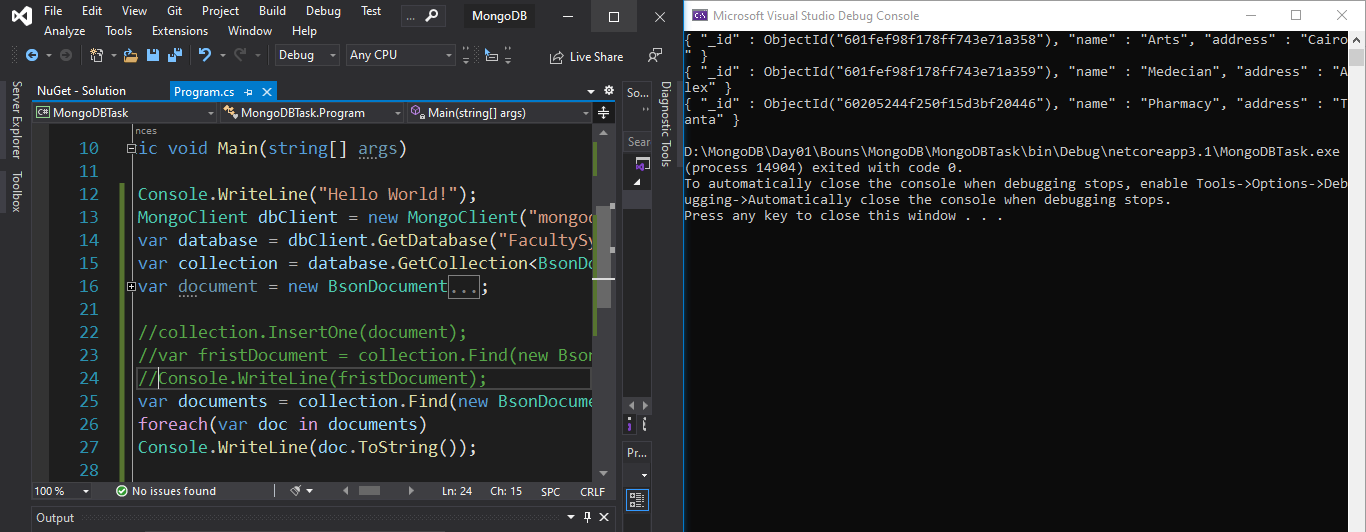 File Edit View Git Project Build Debug Test ... MongoDB
Analyze Tools Extensions Window Help
Debug Any CPU Live Share
Server Explorer
Toolbox
NuGet - Solution Program.cs
MongoDBTask MongoDBTask.Program Main(string[] args)
nces
10 ic void Main(string[] args)
11
12 Console.WriteLine("Hello World!");
13 MongoClient dbClient = new MongoClient("mongo
14 var database = dbClient.GetDatabase("FacultySy
15 var collection = database.GetCollection<BsonDo
16 var document = new BsonDocument...;
21
22 //collection.InsertOne(document);
23 //var fristDocument = collection.Find(new Bson
24 //Console.WriteLine(fristDocument);
25 var documents = collection.Find(new BsonDocume
26 foreach(var doc in documents)
27 Console.WriteLine(doc.ToString());
28
100 % No issues found Ln: 24 Ch: 15 SPC CRLF
Output
So...
Sear
Pr...
Diagnostic Tools
Microsoft Visual Studio Debug Console
{ "_id" : ObjectId("601fef98f178ff743e71a358"), "name" : "Arts", "address" : "Cairo
" }
{ "_id" : ObjectId("601fef98f178ff743e71a359"), "name" : "Medecian", "address" : "A
lex" }
{ "_id" : ObjectId("60205244f250f15d3bf20446"), "name" : "Pharmacy", "address" : "T
anta" }
D:\MongoDB\Day01\Bouns\MongoDB\MongoDBTask\bin\Debug\netcoreapp3.1\MongoDBTask.exe
(process 14904) exited with code 0.
To automatically close the console when debugging stops, enable Tools->Options->Deb
ugging->Automatically close the console when debugging stops.
Press any key to close this window . . .